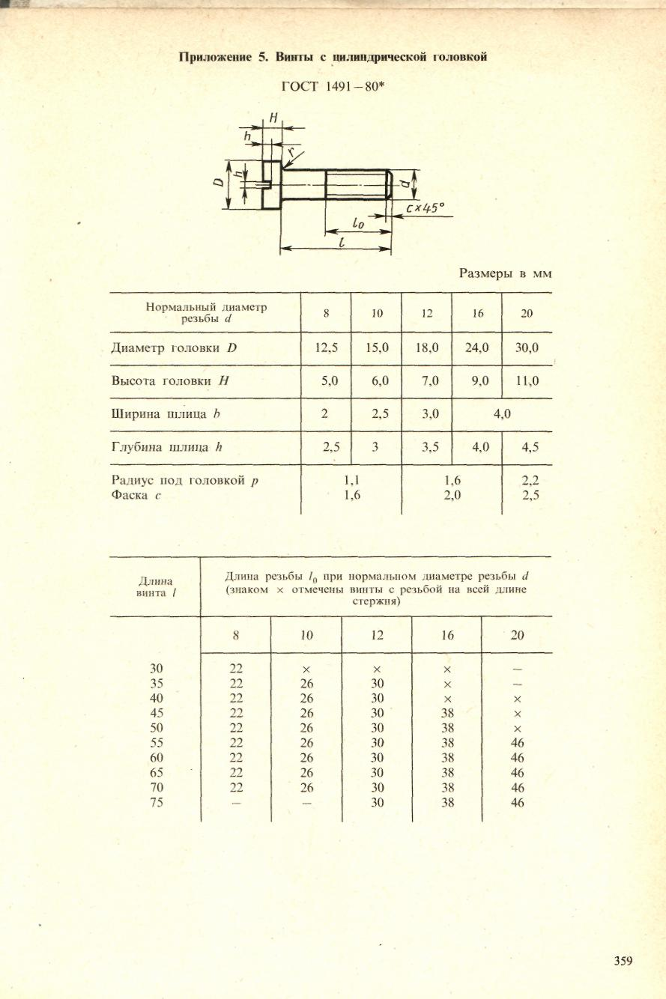 Приложение 5. Винты с цилиндрической головкой
ГОСТ 1491–80*
H
h
r
D
h
d
c×45°
l₀
l
Размеры в мм
Нормальный диаметр
резьбы d
8 10 12 16 20
Диаметр головки D 12,5 15,0 18,0 24,0 30,0
Высота головки H 5,0 6,0 7,0 9,0 11,0
Ширина шлица b 2 2,5 3,0 4,0
Глубина шлица h 2,5 3 3,5 4,0 4,5
Радиус под головкой р 1,1 1,6 2,2
Фаска c 1,6 2,0 2,5
Длина
винта l
Длина резьбы l₀ при нормальном диаметре резьбы d
(знаком × отмечены винты с резьбой на всей длине
стержня)
8 10 12 16 20
30 22 × × × –
35 22 26 30 × –
40 22 26 30 × ×
45 22 26 30 38 ×
50 22 26 30 38 ×
55 22 26 30 38 46
60 22 26 30 38 46
65 22 26 30 38 46
70 22 26 30 38 46
75 – – 30 38 46
359